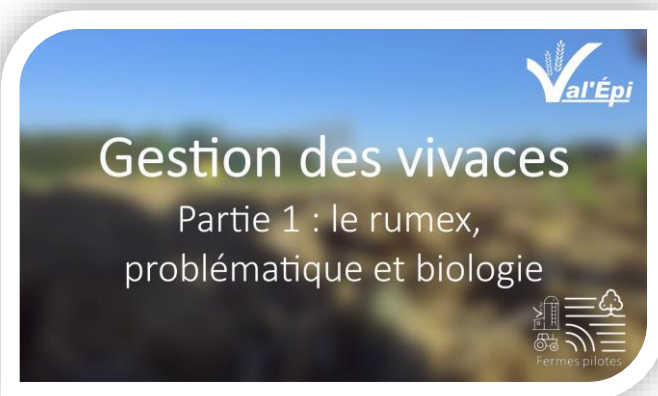 Val'Épi
Gestion des vivaces
Partie 1 : le rumex,
problématique et biologie
Fermes pilotes